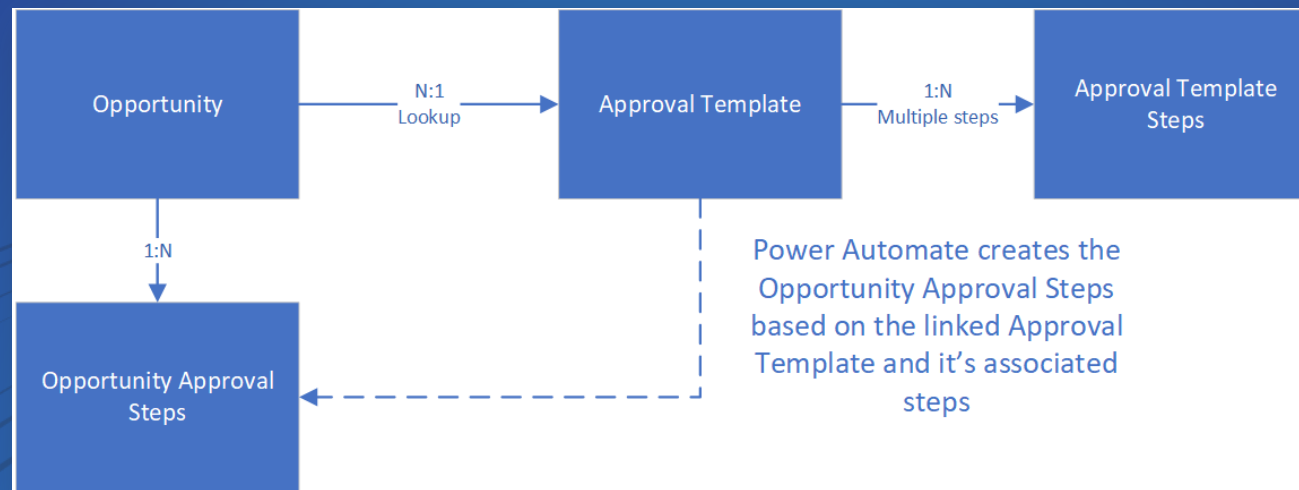 Opportunity
N:1
Lookup
Approval Template
1:N
Multiple steps
Approval Template
Steps
1:N
Power Automate creates the
Opportunity Approval Steps
based on the linked Approval
Template and it's associated
steps
Opportunity Approval
Steps